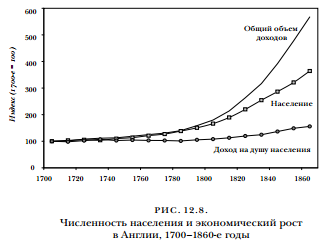 600
500
400
300
200
100
0
Индекс (1700-е = 100)
Общий объем
доходов
Население
Доход на душу населения
1700 1720 1740 1760 1780 1800 1820 1840 1860
РИС. 12.8.
Численность населения и экономический рост
в Англии, 1700–1860-е годы